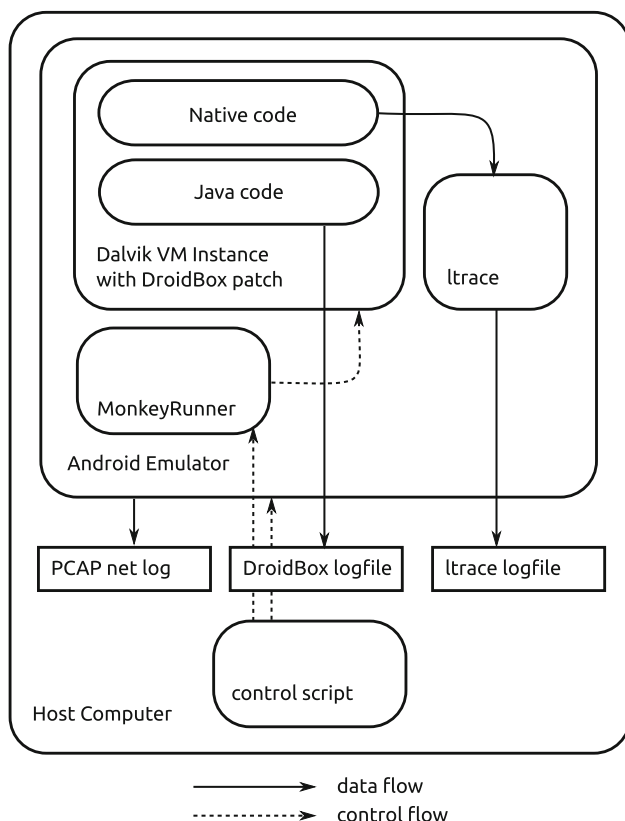 Native code
Java code
Dalvik VM Instance
with DroidBox patch
ltrace
MonkeyRunner
Android Emulator
PCAP net log
DroidBox logfile
ltrace logfile
control script
Host Computer
data flow
control flow